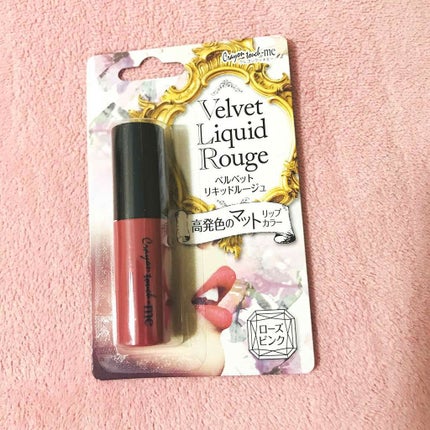 Crayon touch-me
Velvet
Liquid
Rouge
ベルベット
リキッドルージュ
高発色のマットリップ
カラー
Crayon touch-me
ローズ
ピンク